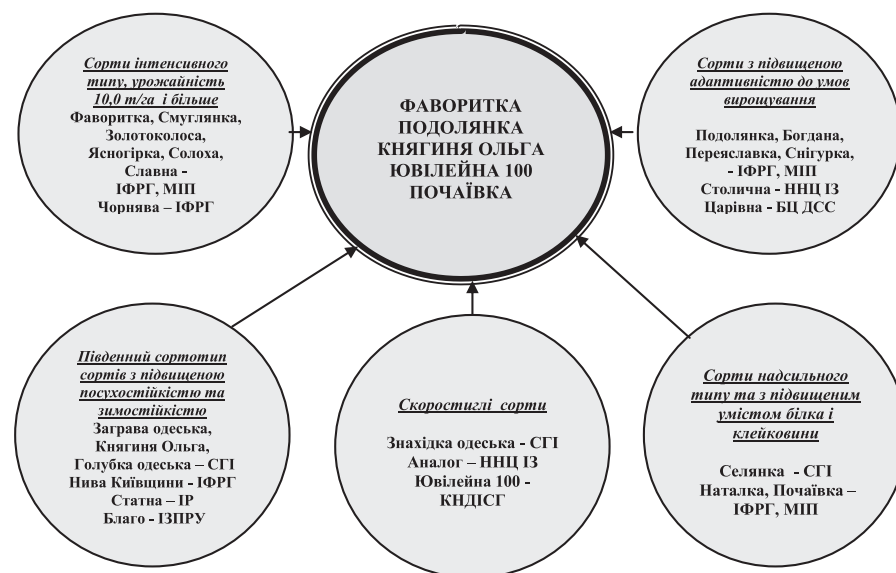 Сорти інтенсивного
типу, урожайність
10,0 т/га і більше
Фаворитка, Смуглянка,
Золотоколоса,
Ясногірка, Солоха,
Славна -
ІФРГ, МІП
Чорнява – ІФРГ
ФАВОРИТКА
ПОДОЛЯНКА
КНЯГИНЯ ОЛЬГА
ЮВІЛЕЙНА 100
ПОЧАЇВКА
Сорти з підвищеною
адаптивністю до умов
вирощування
Подолянка, Богдана,
Переяславка, Снігурка,
- ІФРГ, МІП
Столична - ННЦ ІЗ
Царівна - БЦ ДСС
Південний сортотип
сортів з підвищеною
посухостійкістю та
зимостійкістю
Заграва одеська,
Княгиня Ольга,
Голубка одеська – СГІ
Нива Київщини - ІФРГ
Статна – ІР
Благо - ІЗПРУ
Скоростиглі сорти
Знахідка одеська - СГІ
Аналог – ННЦ ІЗ
Ювілейна 100 -
КНДІСГ
Сорти надсильного
типу та з підвищеним
умістом білка і
клейковини
Селянка - СГІ
Наталка, Почаївка –
ІФРГ, МІП